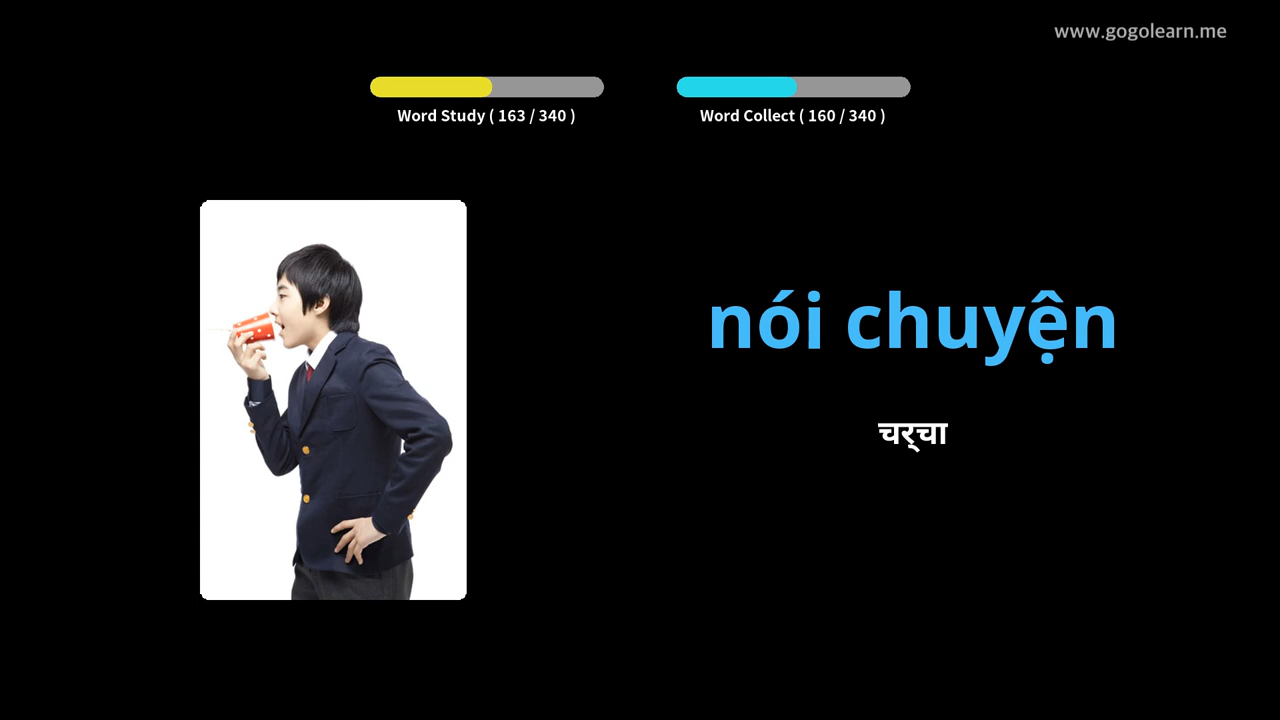 www.gogolearn.me
Word Study ( 163 / 340 )
Word Collect ( 160 / 340 )
nói chuyện
चर्चा